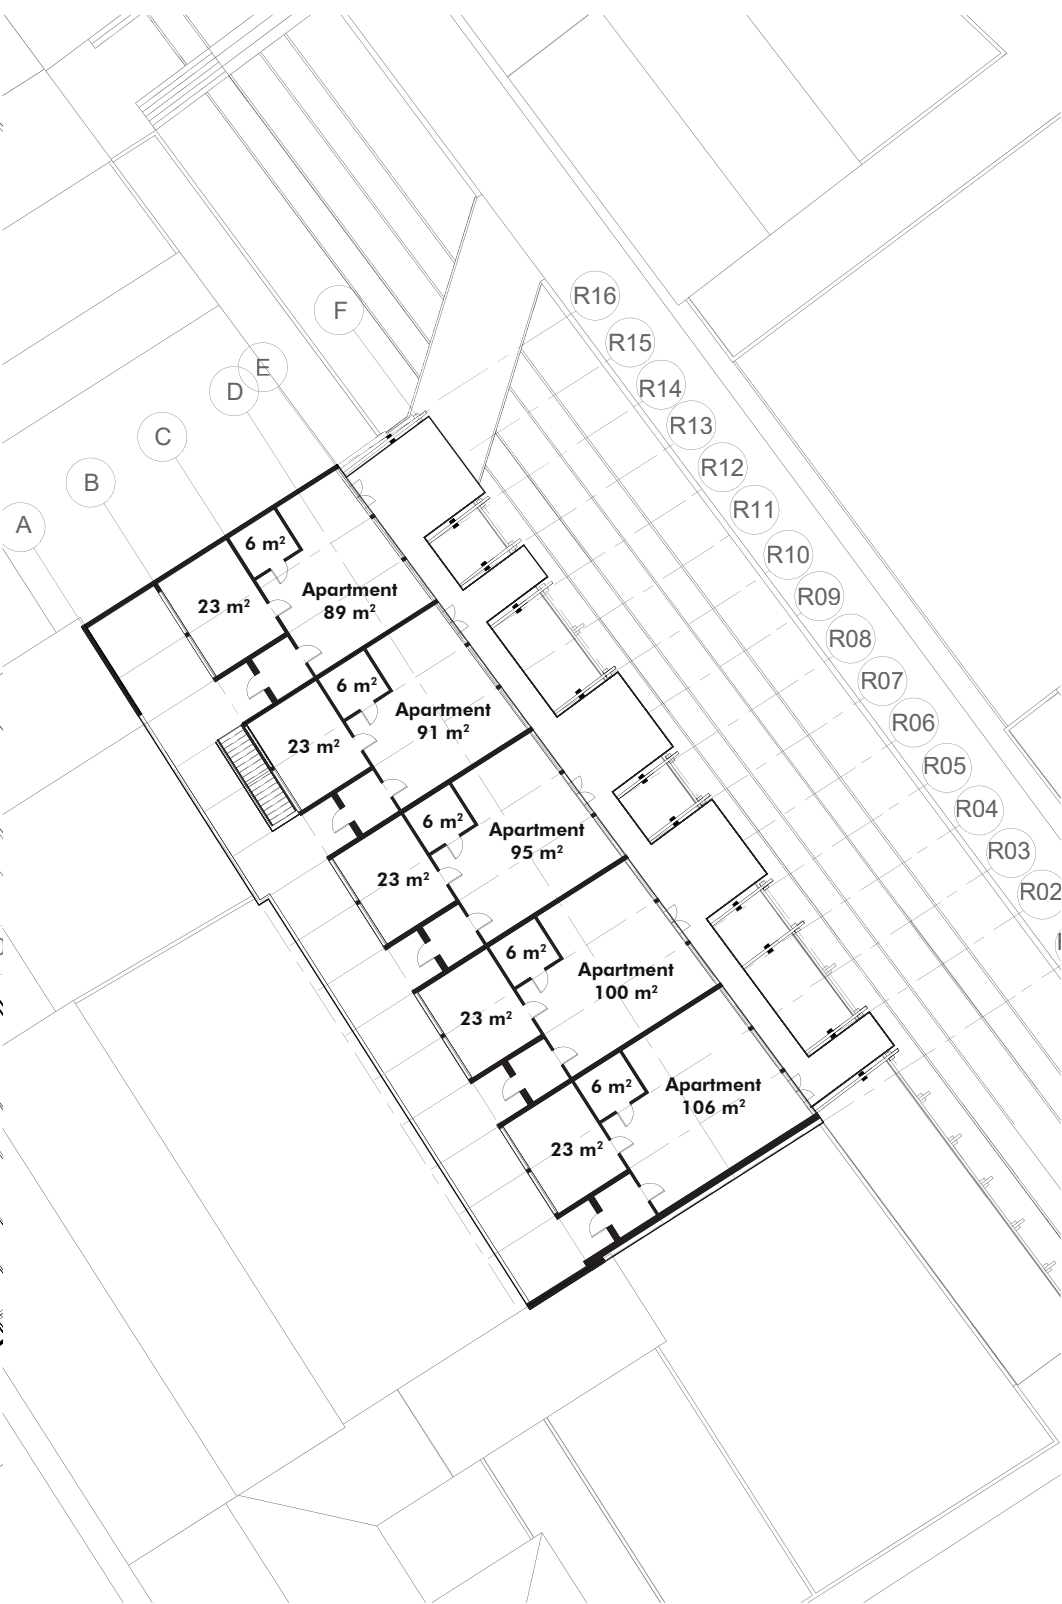 R16
F
R15
E
R14
D
R13
C
R12
B
R11
A
6 m²
R10
Apartment
89 m²
23 m²
R09
R08
6 m²
R07
Apartment
91 m²
23 m²
R06
R05
6 m²
Apartment
95 m²
R04
23 m²
R03
R02
6 m²
Apartment
100 m²
23 m²
6 m²
Apartment
106 m²
23 m²